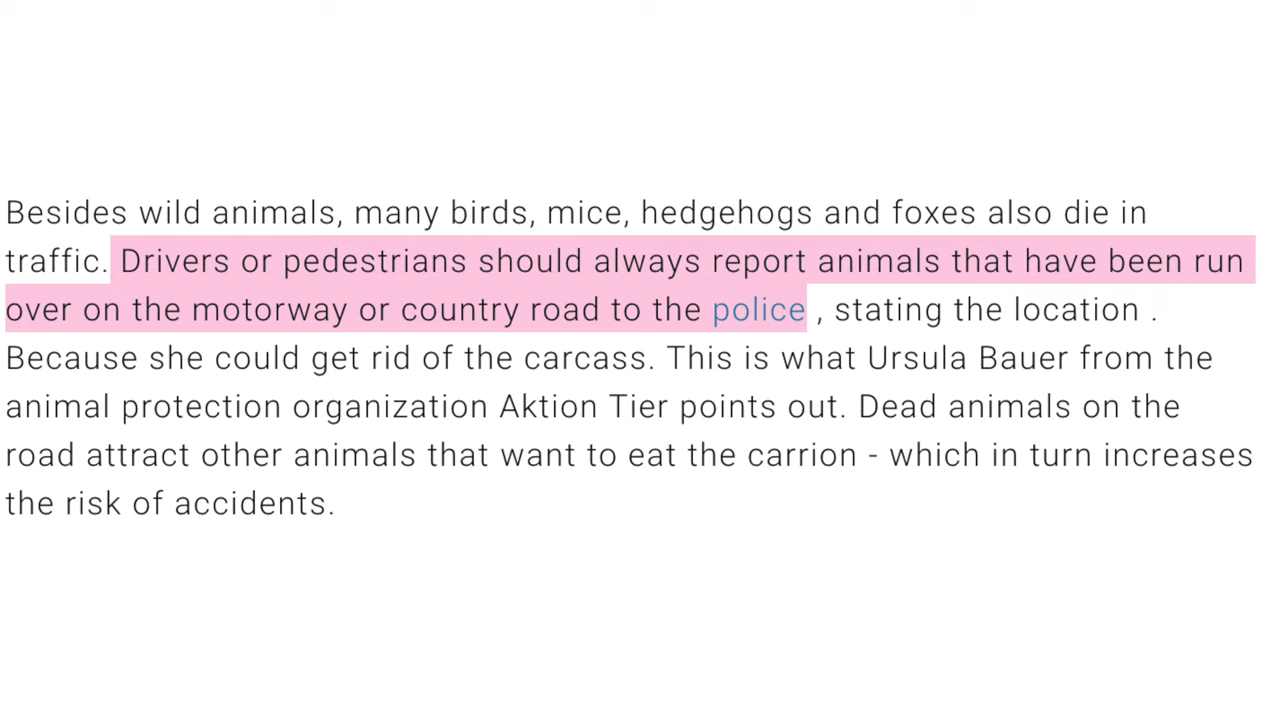 Besides wild animals, many birds, mice, hedgehogs and foxes also die in
traffic. Drivers or pedestrians should always report animals that have been run
over on the motorway or country road to the police , stating the location .
Because she could get rid of the carcass. This is what Ursula Bauer from the
animal protection organization Aktion Tier points out. Dead animals on the
road attract other animals that want to eat the carrion - which in turn increases
the risk of accidents.